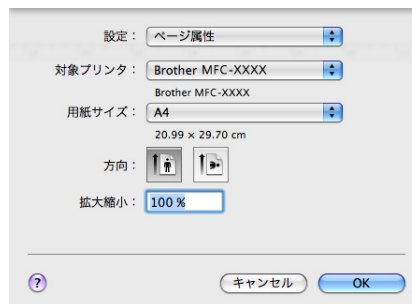 設定： ページ属性
対象プリンタ： Brother MFC-XXXX
Brother MFC-XXXX
用紙サイズ： A4
20.99 × 29.70 cm
方向：
拡大縮小： 100 %
? キャンセル OK